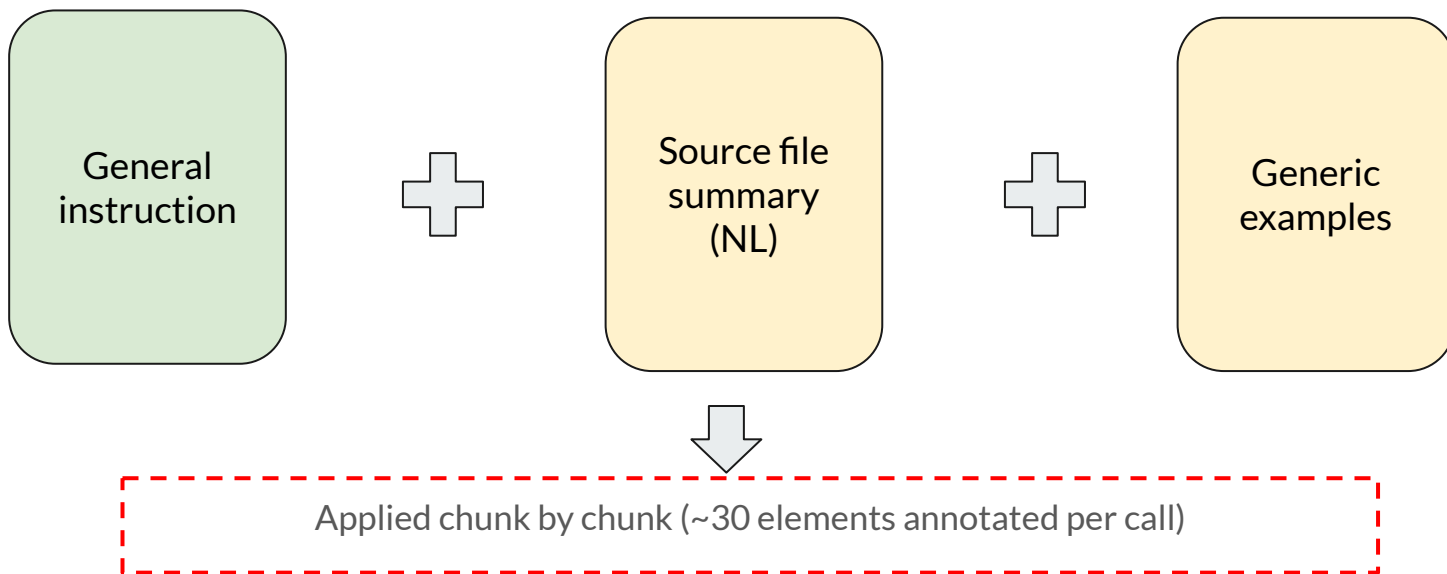 General
instruction
Source file
summary
(NL)
Generic
examples
Applied chunk by chunk (~30 elements annotated per call)